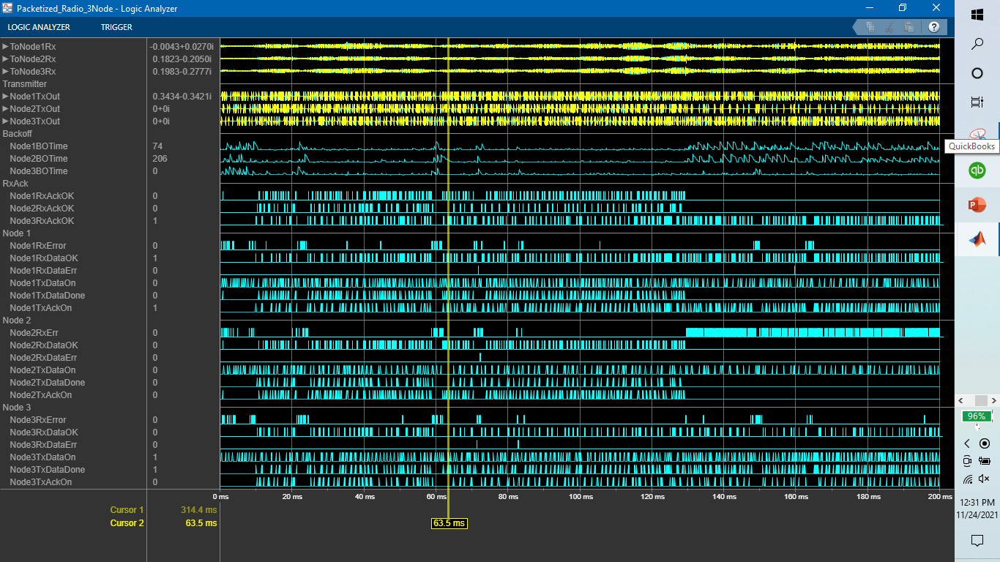 Packetized_Radio_3Node - Logic Analyzer
LOGIC ANALYZER TRIGGER
?
ToNode1Rx -0.0043+0.0270i
ToNode2Rx 0.1823-0.2050i
ToNode3Rx 0.1983-0.2777i
Transmitter
Node1TxOut 0.3434-0.3421i
Node2TxOut 0+0i
Node3TxOut 0+0i
Backoff
Node1BOTime 74
Node2BOTime 206
Node3BOTime 0
RxAck
Node1RxAckOK 0
Node2RxAckOK 0
Node3RxAckOK 1
Node 1
Node1RxError 0
Node1RxDataOK 1
Node1RxDataErr 0
Node1TxDataOn 0
Node1TxDataDone 0
Node1TxAckOn 1
Node 2
Node2RxErr 0
Node2RxDataOK 0
Node2RxDataErr 0
Node2TxDataOn 0
Node2TxDataDone 0
Node2TxAckOn 0
Node 3
Node3RxError 0
Node3RxDataOK 0
Node3RxDataErr 0
Node3TxDataOn 1
Node3TxDataDone 1
Node3TxAckOn 0
0 ms 20 ms 40 ms 60 ms 80 ms 100 ms 120 ms 140 ms 160 ms 180 ms 200 ms
Cursor 1 314.4 ms
Cursor 2 63.5 ms
63.5 ms
QuickBooks
qb
P
96%
12:31 PM
11/24/2021